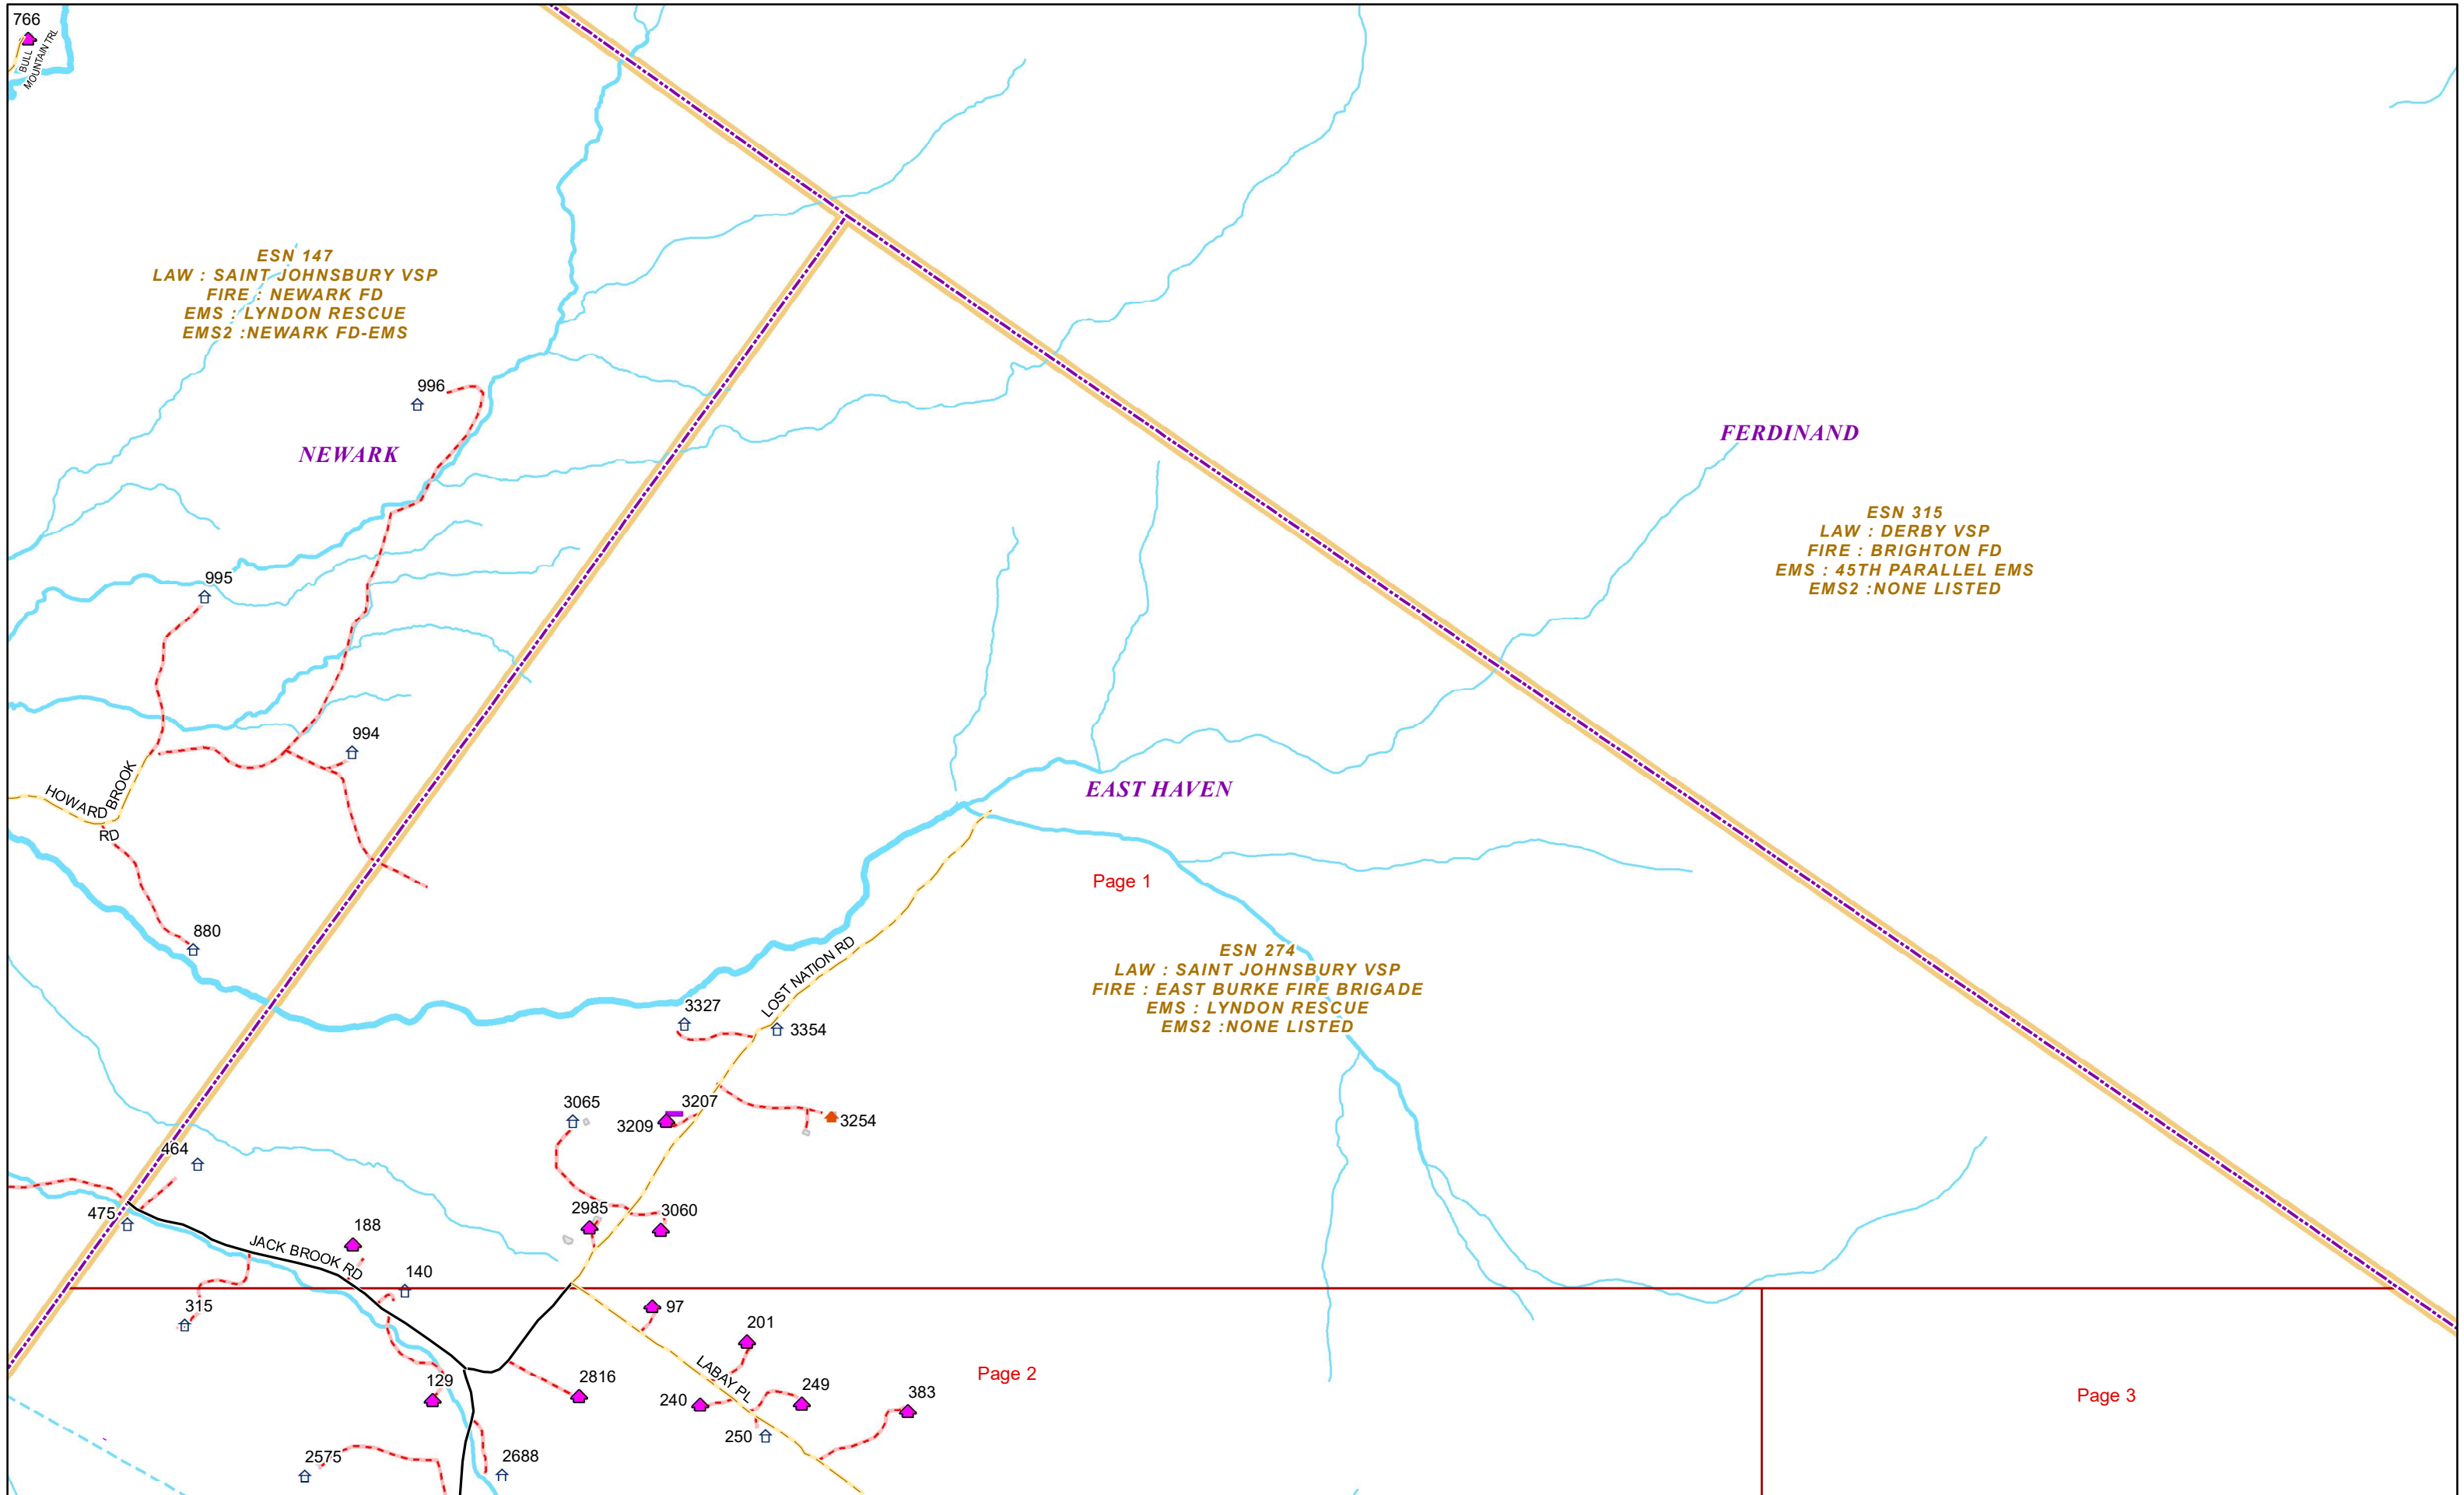 766
BULL
MOUNTAIN TRL
ESN 147
LAW : SAINT JOHNSBURY VSP
FIRE : NEWARK FD
EMS : LYNDON RESCUE
EMS2 :NEWARK FD-EMS
996
NEWARK
FERDINAND
ESN 315
LAW : DERBY VSP
FIRE : BRIGHTON FD
EMS : 45TH PARALLEL EMS
EMS2 :NONE LISTED
995
994
HOWARD BROOK
RD
EAST HAVEN
Page 1
880
ESN 274
LAW : SAINT JOHNSBURY VSP
FIRE : EAST BURKE FIRE BRIGADE
EMS : LYNDON RESCUE
EMS2 :NONE LISTED
LOST NATION RD
3327
3354
3065
3207
3209
3254
464
475
188
2985
3060
JACK BROOK RD
140
315
97
201
LABAY PL
Page 2
129
2816
240
249
383
Page 3
250
2575
2688